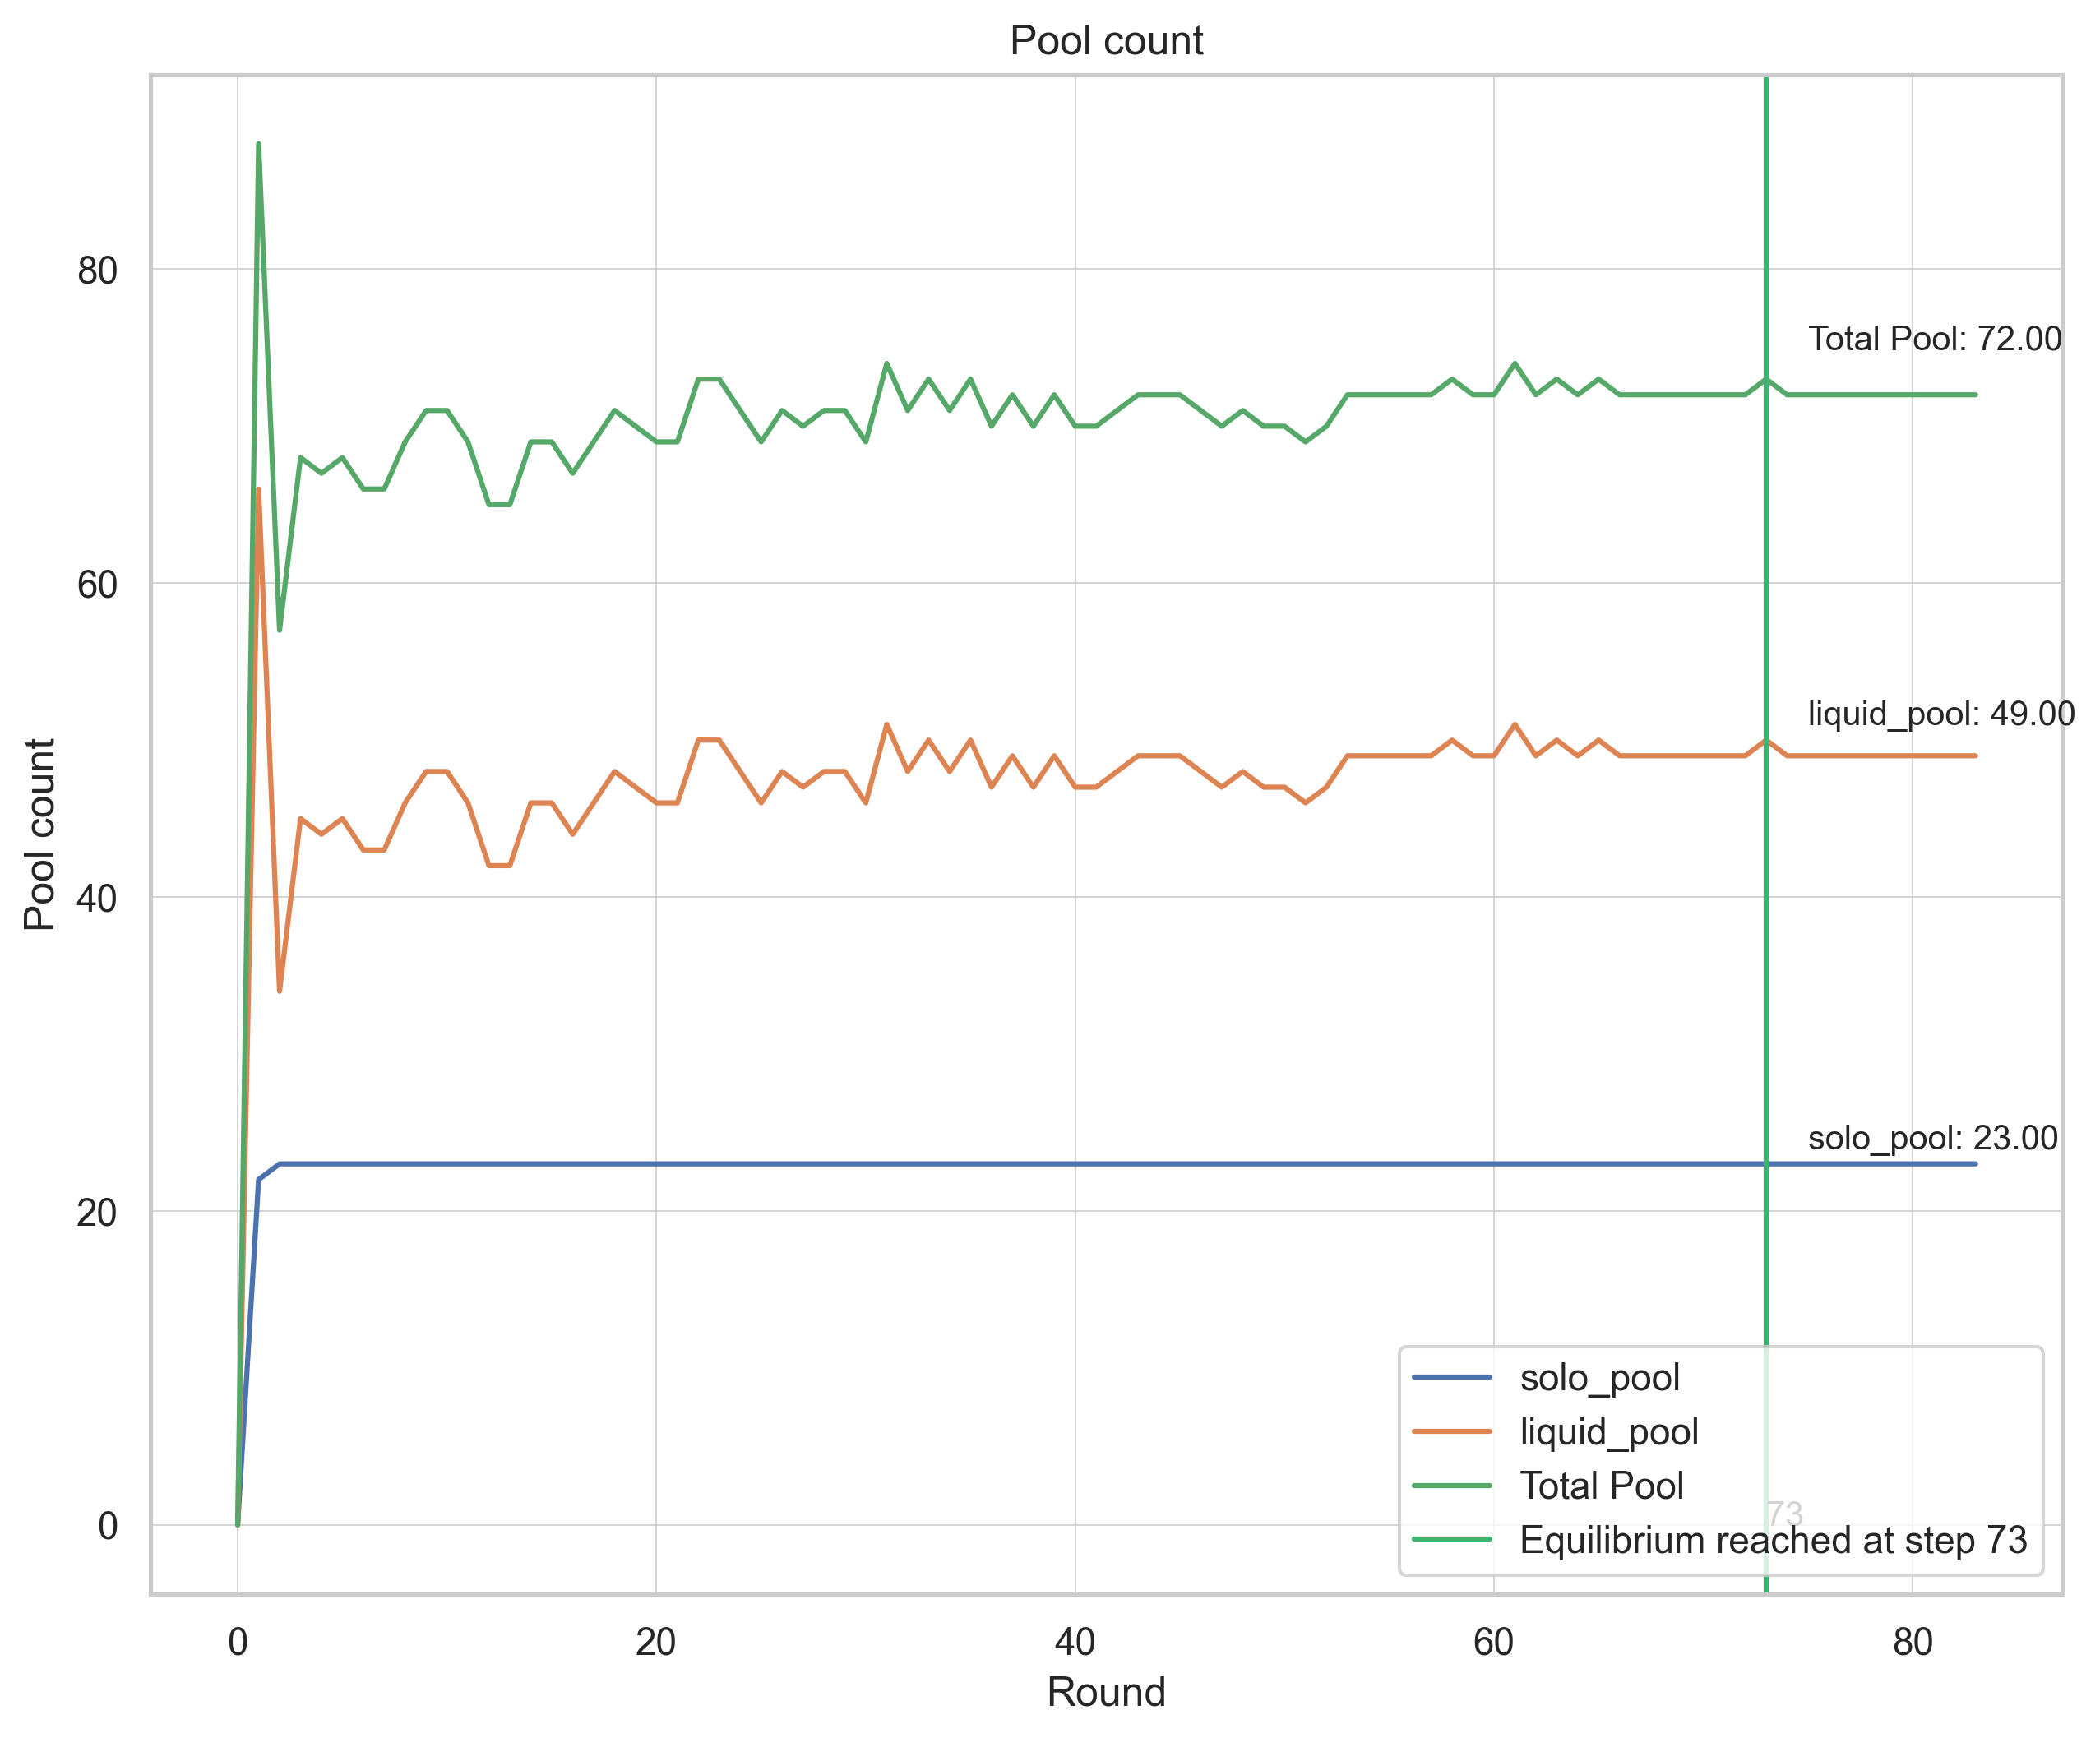 Pool count
80
60
40
20
0
Pool count
Total Pool: 72.00
liquid_pool: 49.00
solo_pool: 23.00
solo_pool
liquid_pool
Total Pool
73
Equilibrium reached at step 73
0
20
40
60
80
Round